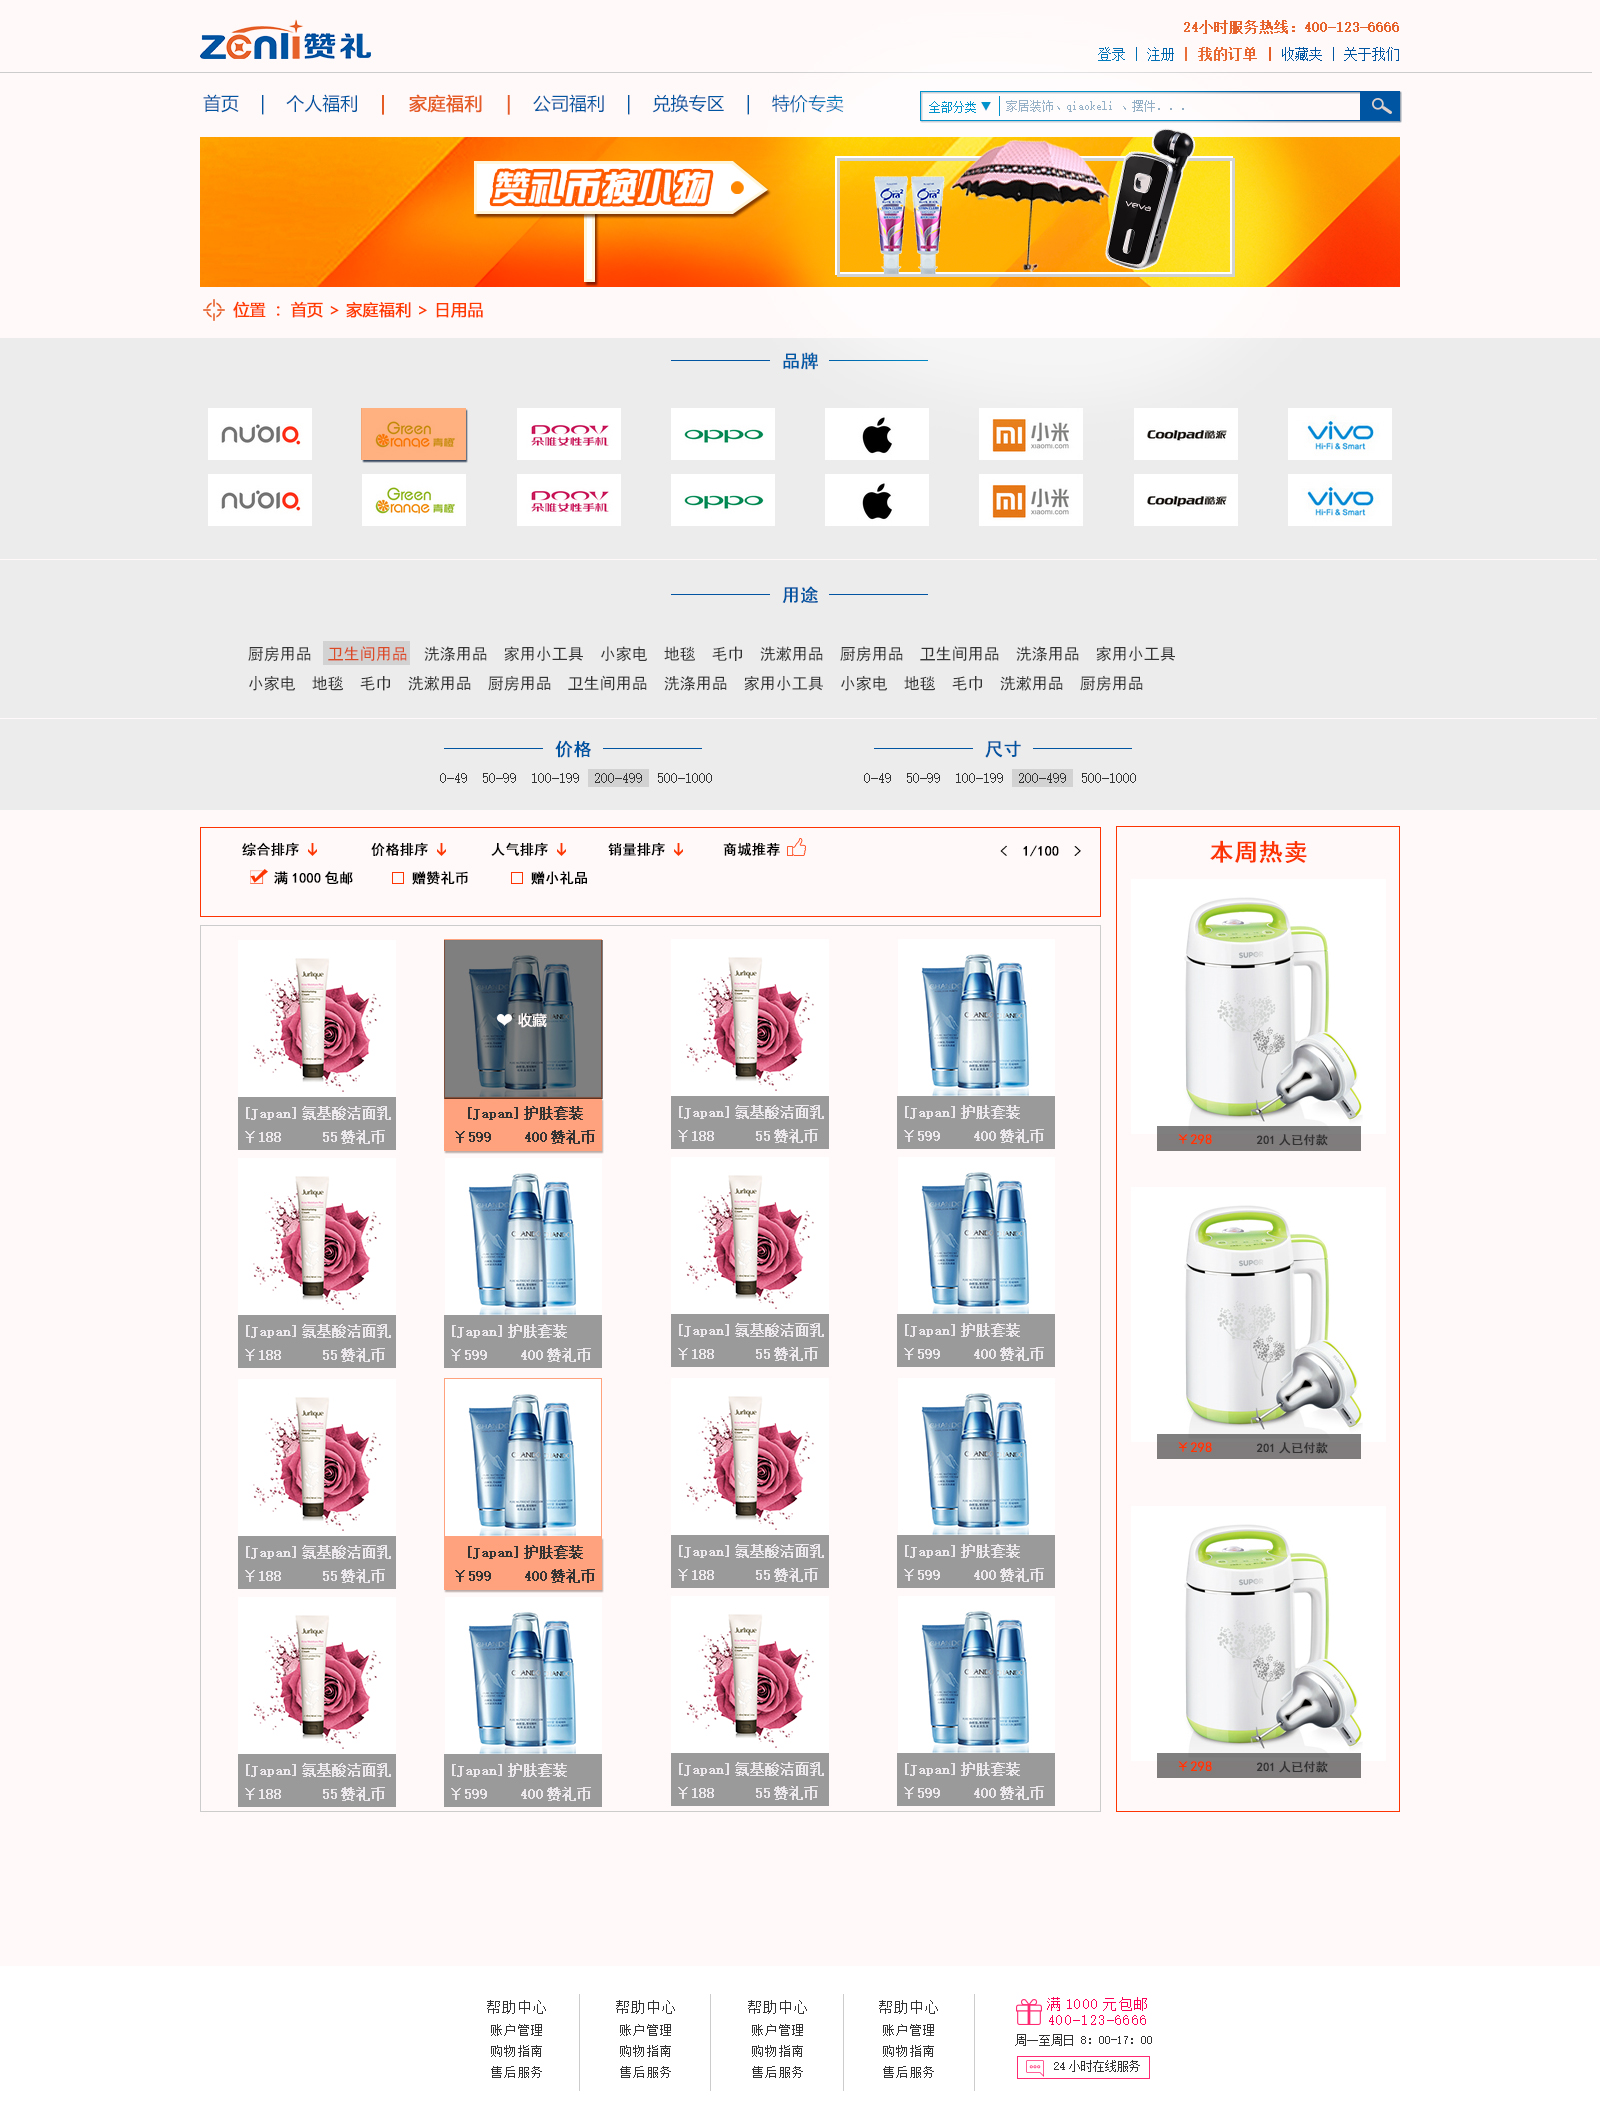 zenli赞礼
24小时服务热线：400-123-6666
登录 | 注册 | 我的订单 | 收藏夹 | 关于我们
首页 | 个人福利 | 家庭福利 | 公司福利 | 兑换专区 | 特价专卖
全部分类▼ 家居装饰、qiaokeli 、摆件...
赞礼币换小物
Ora² Ora²
veva
位置 ： 首页 > 家庭福利 > 日用品
品牌
nubia Green Orange 青橙 DOOV 朵唯女性手机 oppo 小米 xiaomi.com Coolpad酷派 vivo Hi-Fi & Smart
nubia Green Orange 青橙 DOOV 朵唯女性手机 oppo 小米 xiaomi.com Coolpad酷派 vivo Hi-Fi & Smart
用途
厨房用品 卫生间用品 洗涤用品 家用小工具 小家电 地毯 毛巾 洗漱用品 厨房用品 卫生间用品 洗涤用品 家用小工具
小家电 地毯 毛巾 洗漱用品 厨房用品 卫生间用品 洗涤用品 家用小工具 小家电 地毯 毛巾 洗漱用品 厨房用品
价格 尺寸
0-49 50-99 100-199 200-499 500-1000 0-49 50-99 100-199 200-499 500-1000
综合排序 价格排序 人气排序 销量排序 商城推荐 < 1/100 >
满 1000 包邮 赠赞礼币 赠小礼品
本周热卖
Jurlique 收藏 Jurlique
[Japan] 氨基酸洁面乳 [Japan] 护肤套装 [Japan] 氨基酸洁面乳 [Japan] 护肤套装
￥188 55 赞礼币 ￥599 400 赞礼币 ￥188 55 赞礼币 ￥599 400 赞礼币
Jurlique Jurlique
[Japan] 氨基酸洁面乳 [Japan] 护肤套装 [Japan] 氨基酸洁面乳 [Japan] 护肤套装
￥188 55 赞礼币 ￥599 400 赞礼币 ￥188 55 赞礼币 ￥599 400 赞礼币
Jurlique Jurlique
[Japan] 氨基酸洁面乳 [Japan] 护肤套装 [Japan] 氨基酸洁面乳 [Japan] 护肤套装
￥188 55 赞礼币 ￥599 400 赞礼币 ￥188 55 赞礼币 ￥599 400 赞礼币
Jurlique Jurlique
[Japan] 氨基酸洁面乳 [Japan] 护肤套装 [Japan] 氨基酸洁面乳 [Japan] 护肤套装
￥188 55 赞礼币 ￥599 400 赞礼币 ￥188 55 赞礼币 ￥599 400 赞礼币
SUPOR
￥298 201 人已付款
SUPOR
￥298 201 人已付款
SUPOR
￥298 201 人已付款
帮助中心 帮助中心 帮助中心 帮助中心
账户管理 账户管理 账户管理 账户管理
购物指南 购物指南 购物指南 购物指南
售后服务 售后服务 售后服务 售后服务
满 1000 元包邮
400-123-6666
周一至周日 8：00-17：00
24 小时在线服务